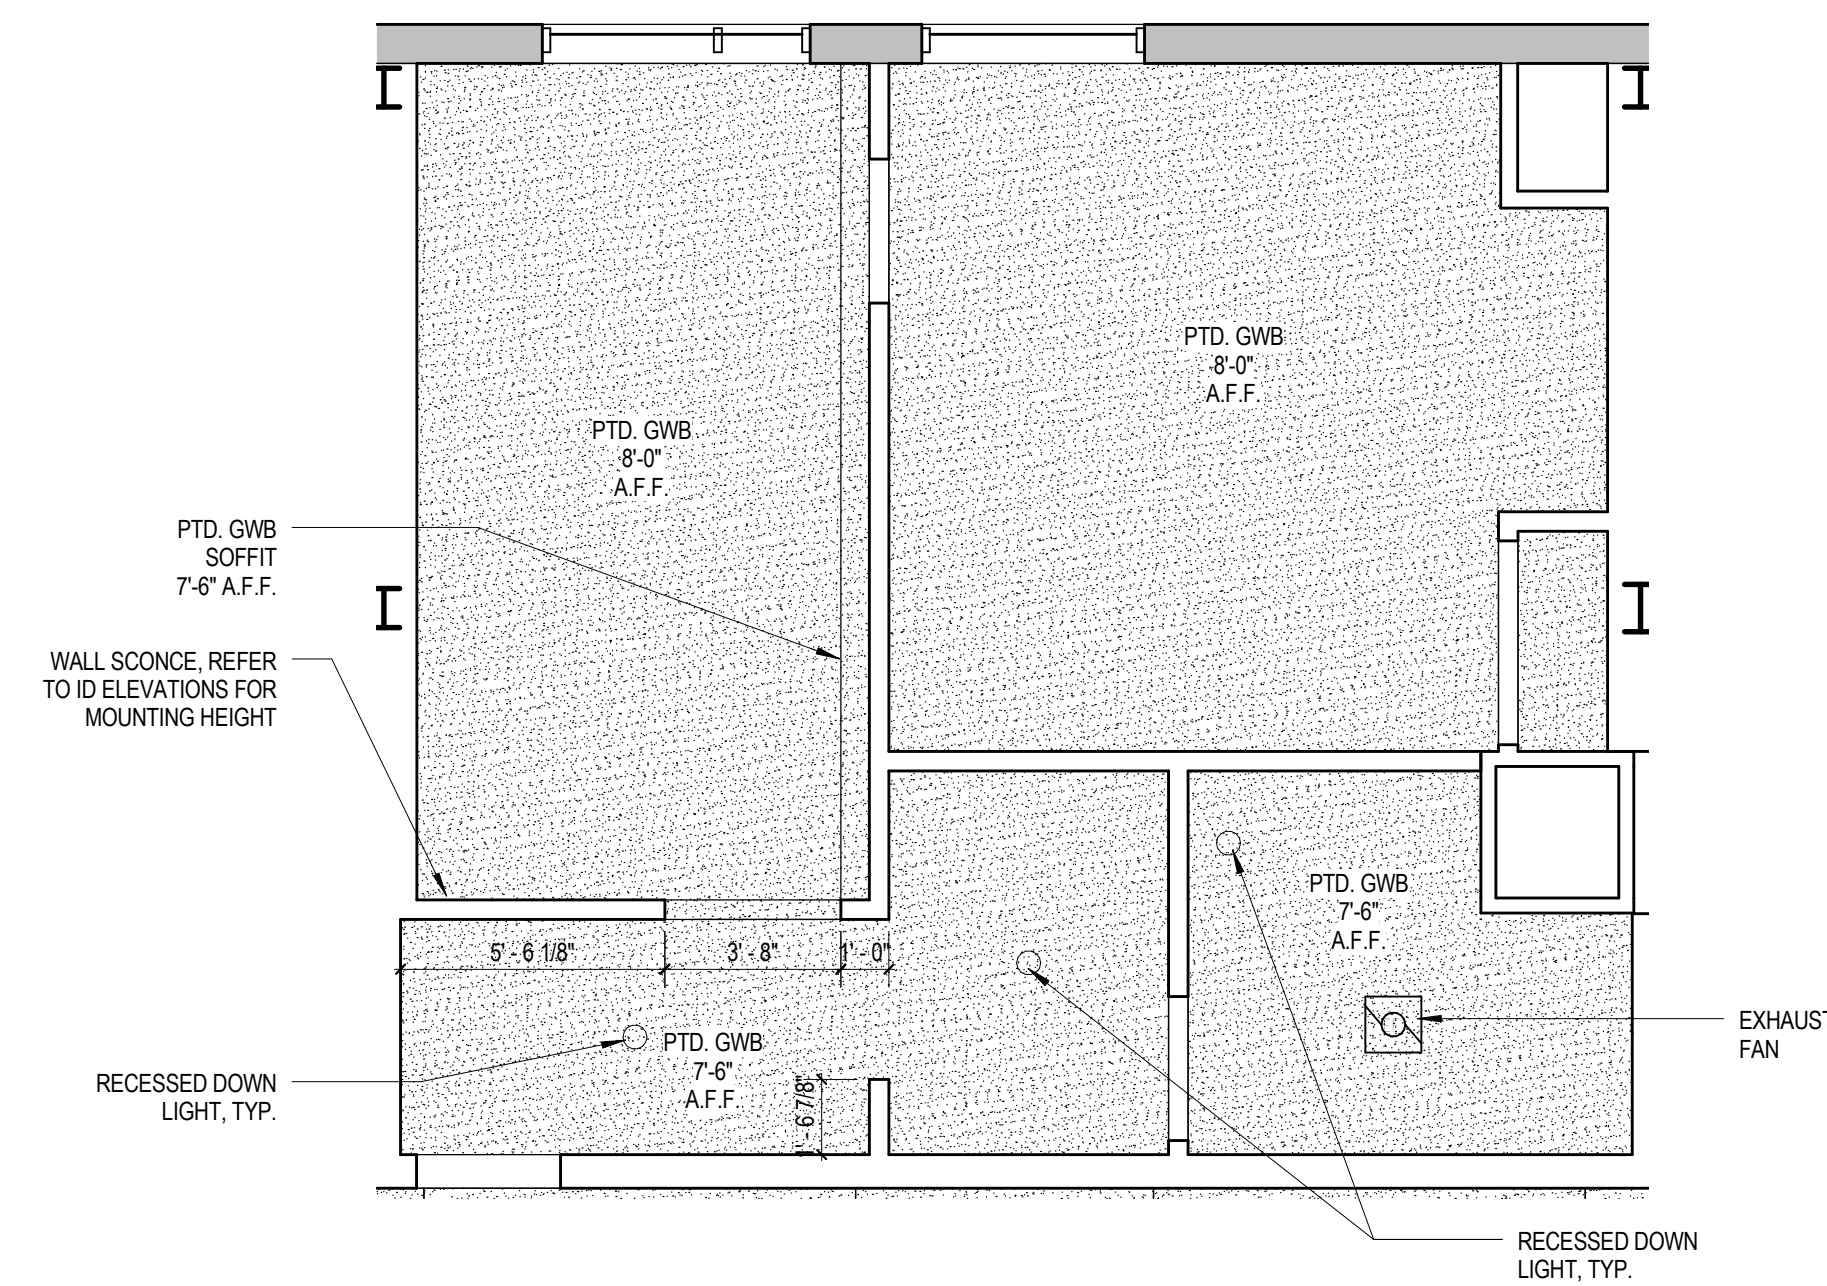 PTD. GWB
8'-0"
A.F.F.
PTD. GWB
8'-0"
A.F.F.
PTD. GWB
SOFFIT
7'-6" A.F.F.
WALL SCONCE, REFER
TO ID ELEVATIONS FOR
MOUNTING HEIGHT
PTD. GWB
7'-6"
A.F.F.
5' - 6 1/8"
3' - 8"
1' - 0"
PTD. GWB
7'-6"
A.F.F.
1' - 6 7/8"
EXHAUST
FAN
RECESSED DOWN
LIGHT, TYP.
RECESSED DOWN
LIGHT, TYP.